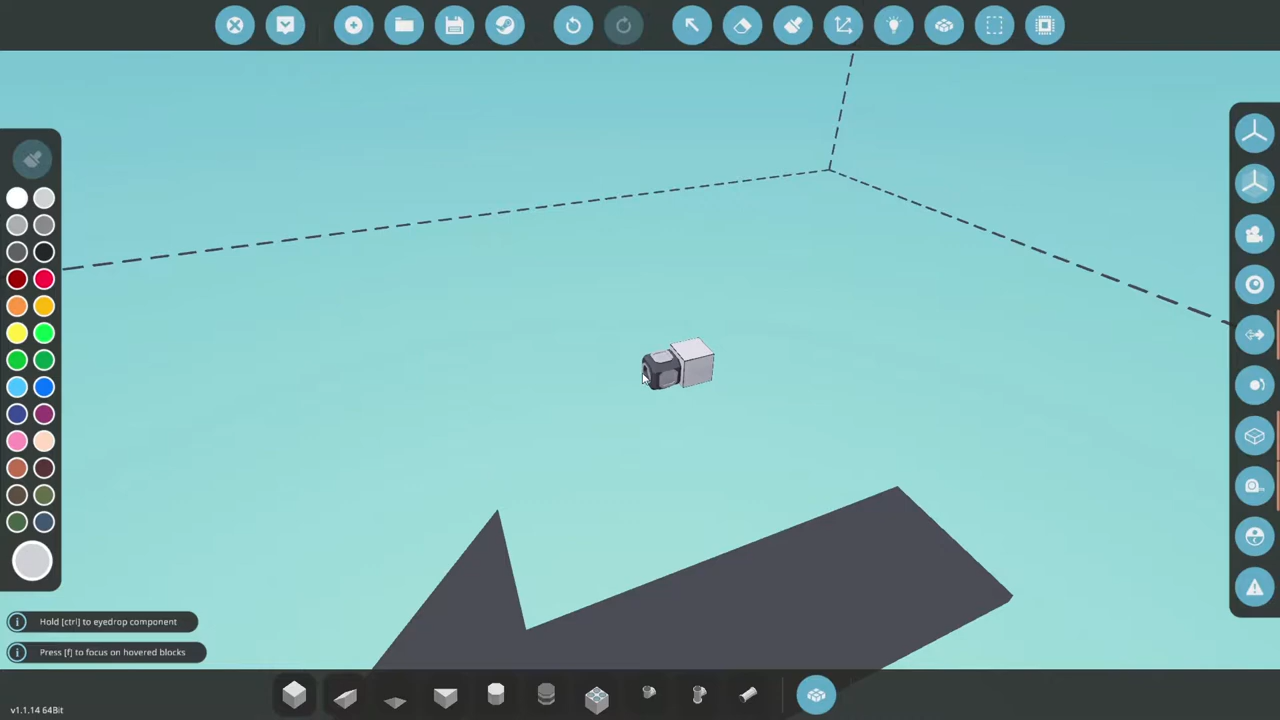 Hold [ctrl] to eyedrop component
Press [f] to focus on hovered blocks
v1.1.14 64Bit